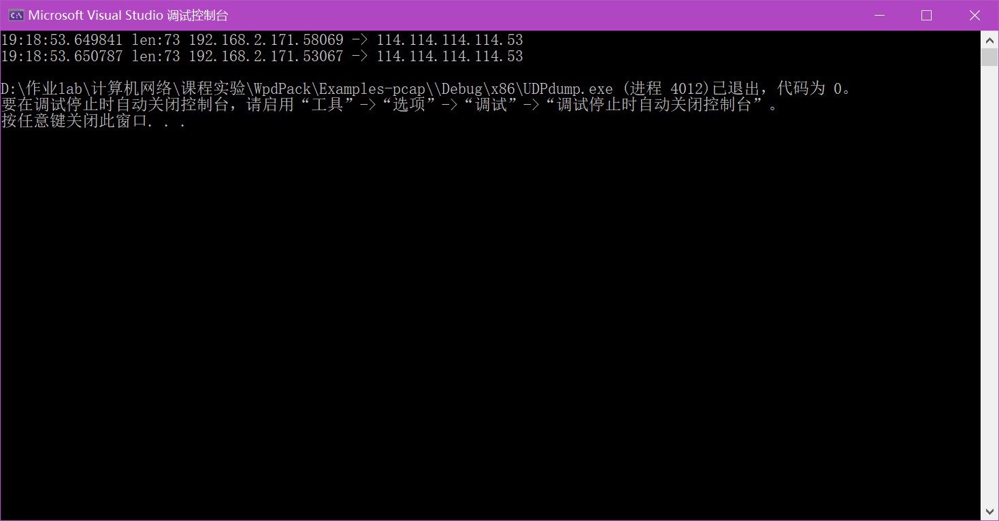 Microsoft Visual Studio 调试控制台
19:18:53.649841 len:73 192.168.2.171.58069 -> 114.114.114.114.53
19:18:53.650787 len:73 192.168.2.171.53067 -> 114.114.114.114.53
D:\作业lab\计算机网络\课程实验\WpdPack\Examples-pcap\\Debug\x86\UDPdump.exe (进程 4012)已退出，代码为 0。
要在调试停止时自动关闭控制台，请启用“工具”->“选项”->“调试”->“调试停止时自动关闭控制台”。
按任意键关闭此窗口. . .